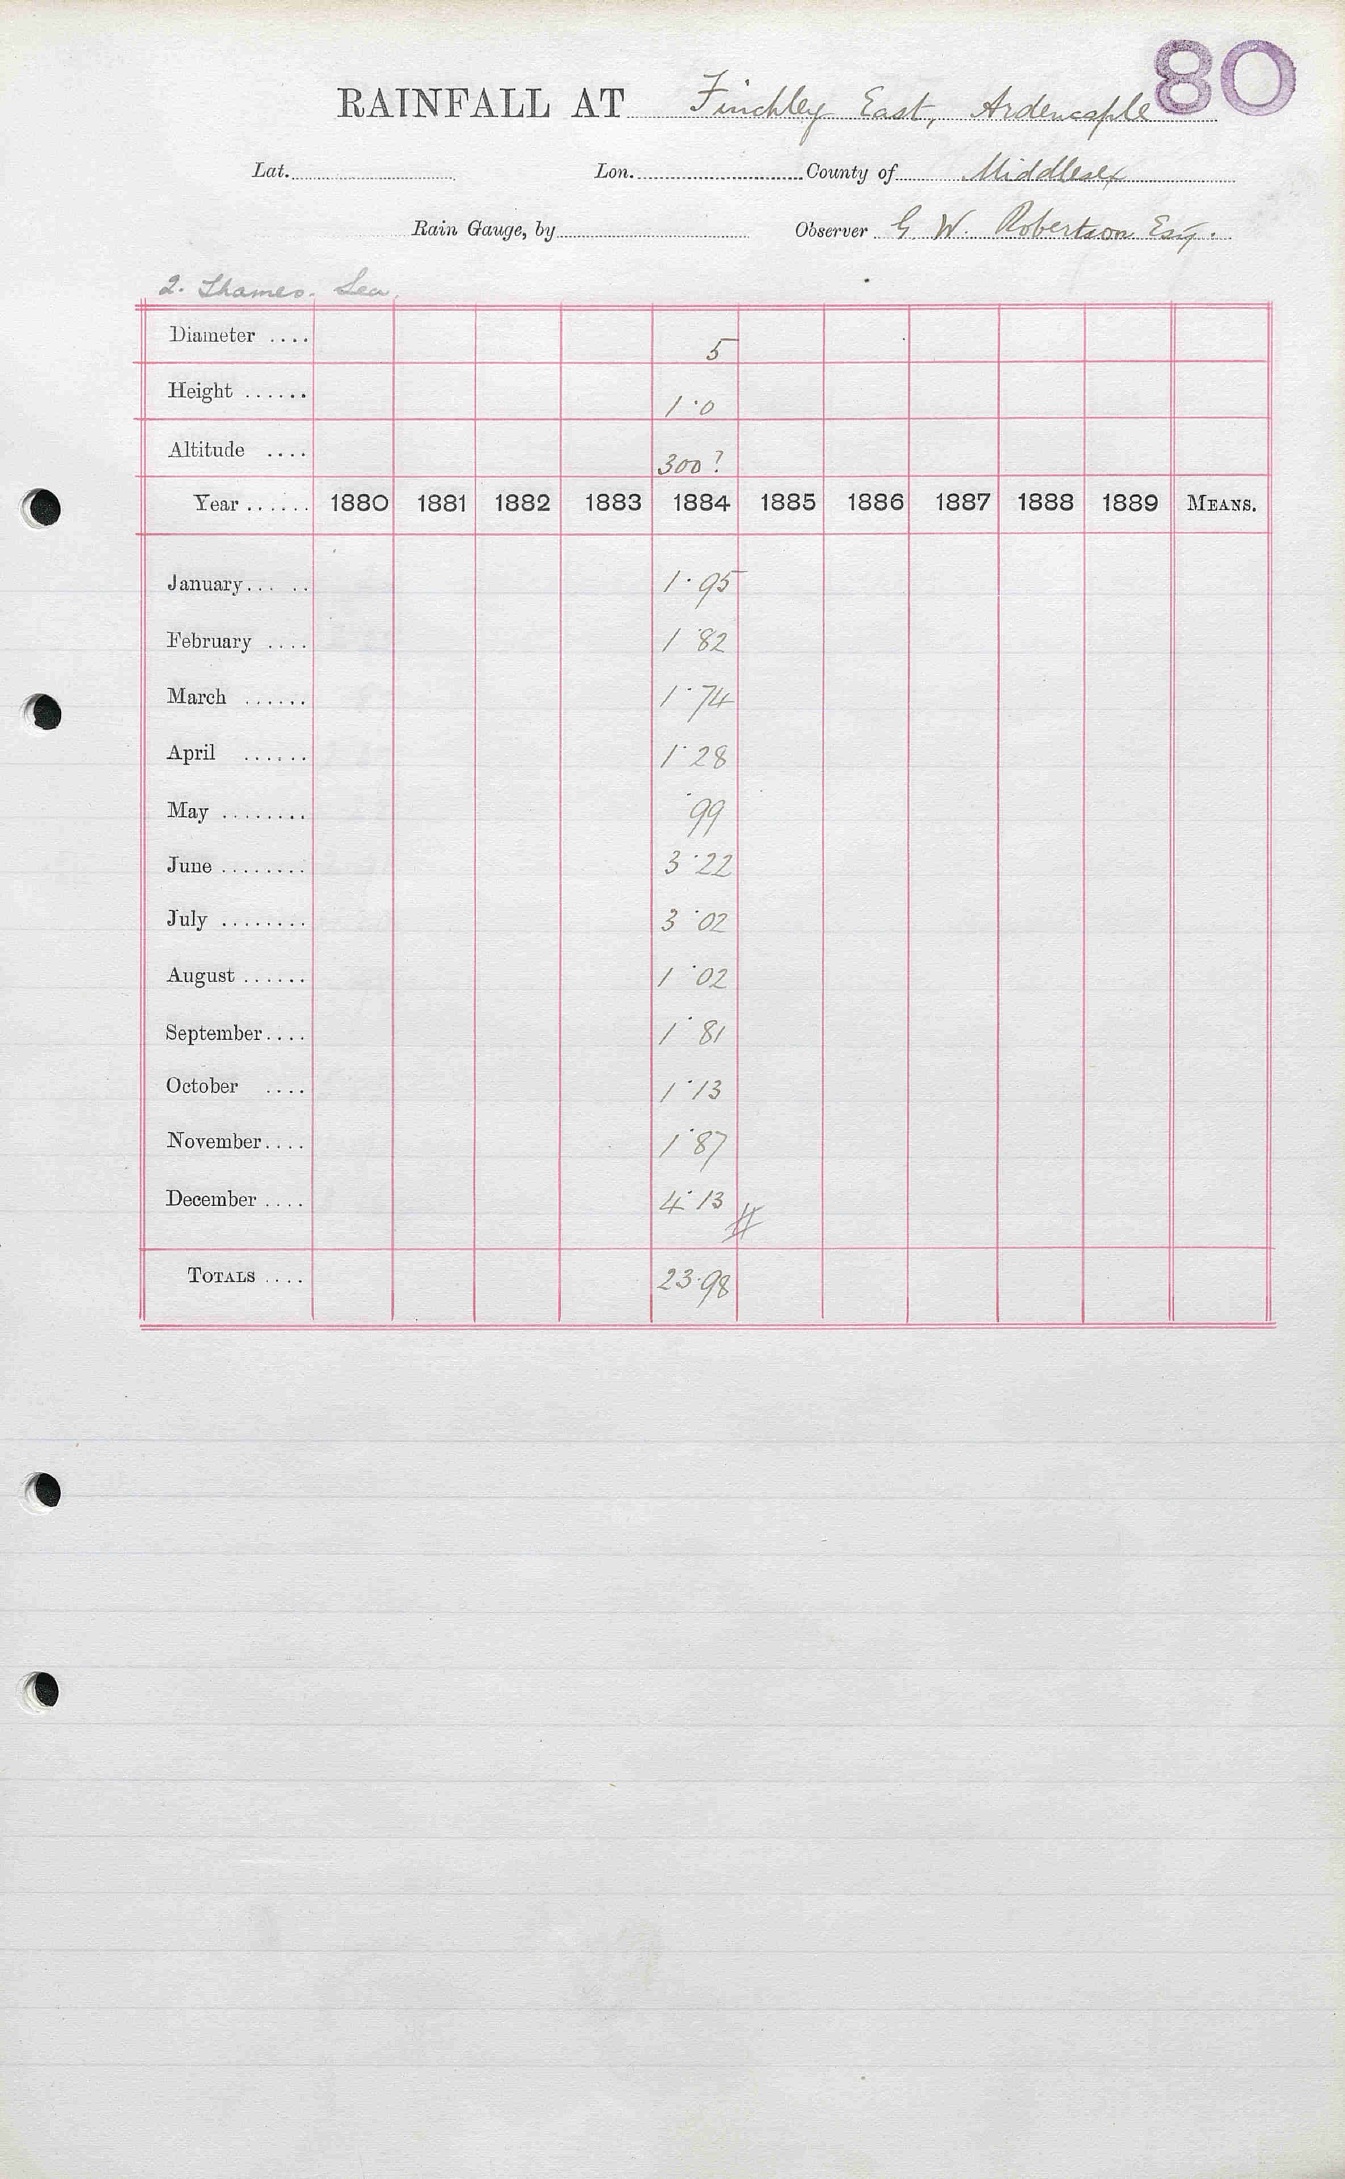 80
RAINFALL AT Finchley East, Ardencaple
Lat. Lon. County of Middlesex
Rain Gauge, by Observer G. W. Robertson Esq.
2. Thames. Lea.
Diameter .... 5
Height ...... 1·0
Altitude .... 300?
Year ...... 1880 1881 1882 1883 1884 1885 1886 1887 1888 1889 MEANS.
January ..... 1·95
February .... 1·82
March ...... 1·74
April ...... 1·28
May ........ ·99
June ........ 3·22
July ........ 3·02
August ...... 1·02
September .... 1·81
October .... 1·13
November .... 1·87
December .... 4·13 #
TOTALS .... 23·98